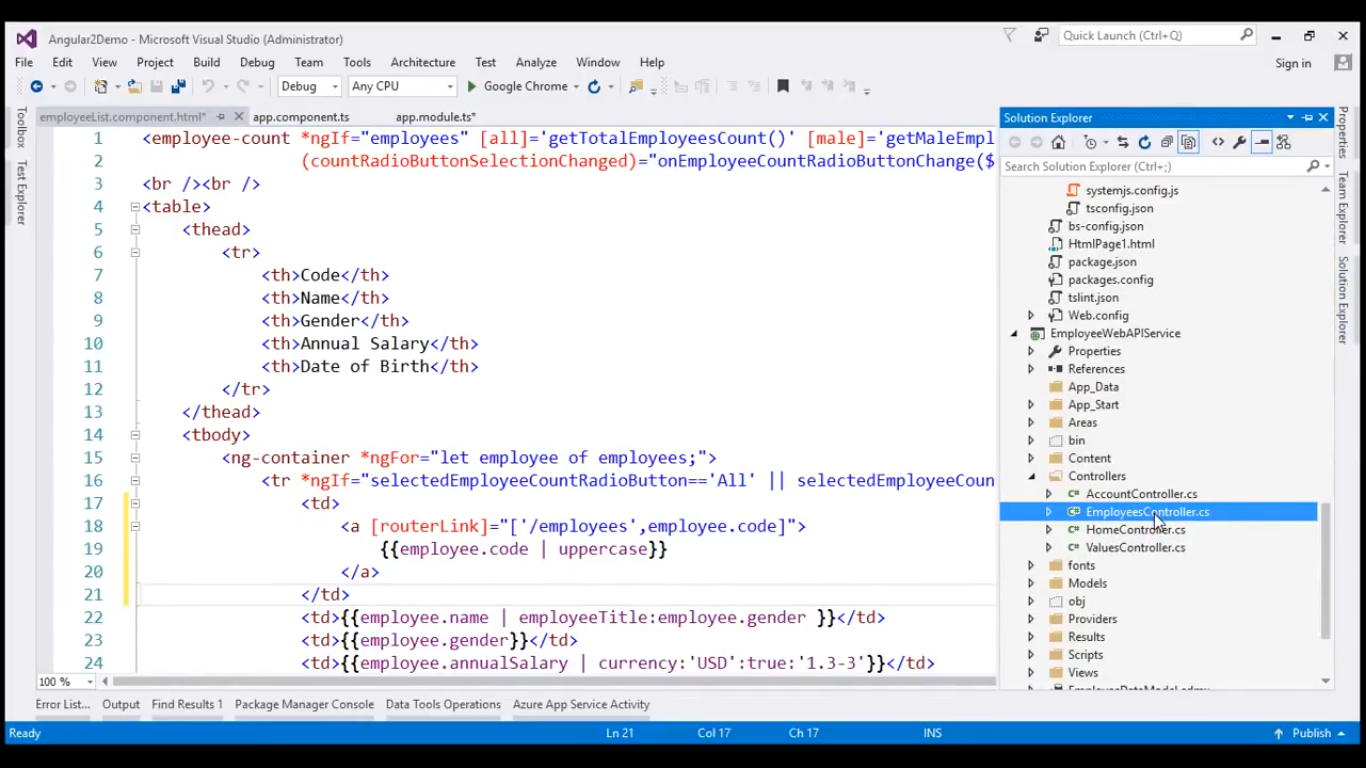 Angular2Demo - Microsoft Visual Studio (Administrator)
Quick Launch (Ctrl+Q)
File Edit View Project Build Debug Team Tools Architecture Test Analyze Window Help
Sign in
Debug Any CPU Google Chrome
Toolbox
Test Explorer
employeeList.component.html* app.component.ts app.module.ts*
1 <employee-count *ngIf="employees" [all]='getTotalEmployeesCount()' [male]='getMaleEmpl
2 (countRadioButtonSelectionChanged)="onEmployeeCountRadioButtonChange($
3 <br /><br />
4 <table>
5 <thead>
6 <tr>
7 <th>Code</th>
8 <th>Name</th>
9 <th>Gender</th>
10 <th>Annual Salary</th>
11 <th>Date of Birth</th>
12 </tr>
13 </thead>
14 <tbody>
15 <ng-container *ngFor="let employee of employees;">
16 <tr *ngIf="selectedEmployeeCountRadioButton=='All' || selectedEmployeeCoun
17 <td>
18 <a [routerLink]="['/employees',employee.code]">
19 {{employee.code | uppercase}}
20 </a>
21 </td>
22 <td>{{employee.name | employeeTitle:employee.gender }}</td>
23 <td>{{employee.gender}}</td>
24 <td>{{employee.annualSalary | currency:'USD':true:'1.3-3'}}</td>
100 %
Solution Explorer
Search Solution Explorer (Ctrl+;)
systemjs.config.js
tsconfig.json
bs-config.json
HtmlPage1.html
package.json
packages.config
tslint.json
Web.config
EmployeeWebAPIService
Properties
References
App_Data
App_Start
Areas
bin
Content
Controllers
AccountController.cs
EmployeesController.cs
HomeController.cs
ValuesController.cs
fonts
Models
obj
Providers
Results
Scripts
Views
EmployeeDataModel.edmx
Properties
Team Explorer
Solution Explorer
Error List... Output Find Results 1 Package Manager Console Data Tools Operations Azure App Service Activity
Ready Ln 21 Col 17 Ch 17 INS Publish